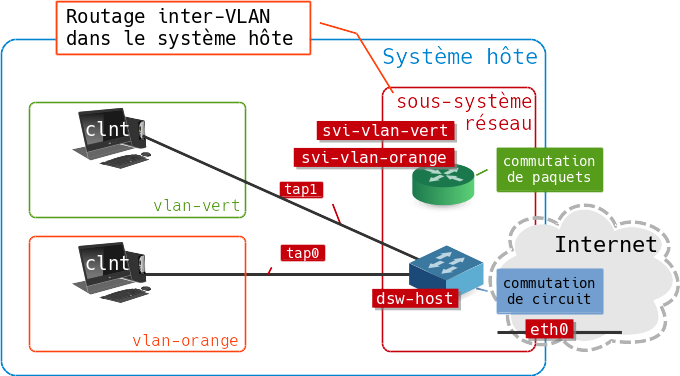 Routage inter-VLAN
dans le système hôte
Système hôte
sous-système
réseau
svi-vlan-vert
svi-vlan-orange
commutation
de paquets
clnt
tap1
vlan-vert
Internet
tap0
clnt
dsw-host
commutation
de circuit
eth0
vlan-orange